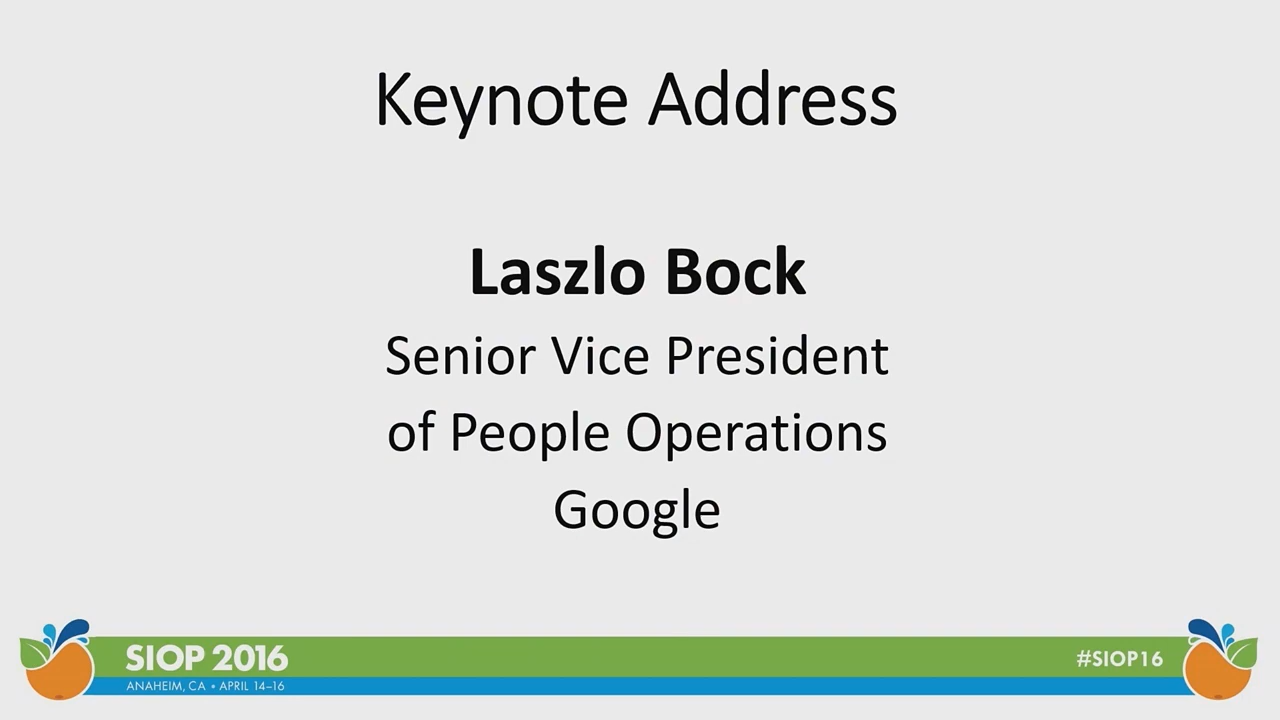 Keynote Address
Laszlo Bock
Senior Vice President
of People Operations
Google
SIOP 2016
ANAHEIM, CA • APRIL 14–16
#SIOP16